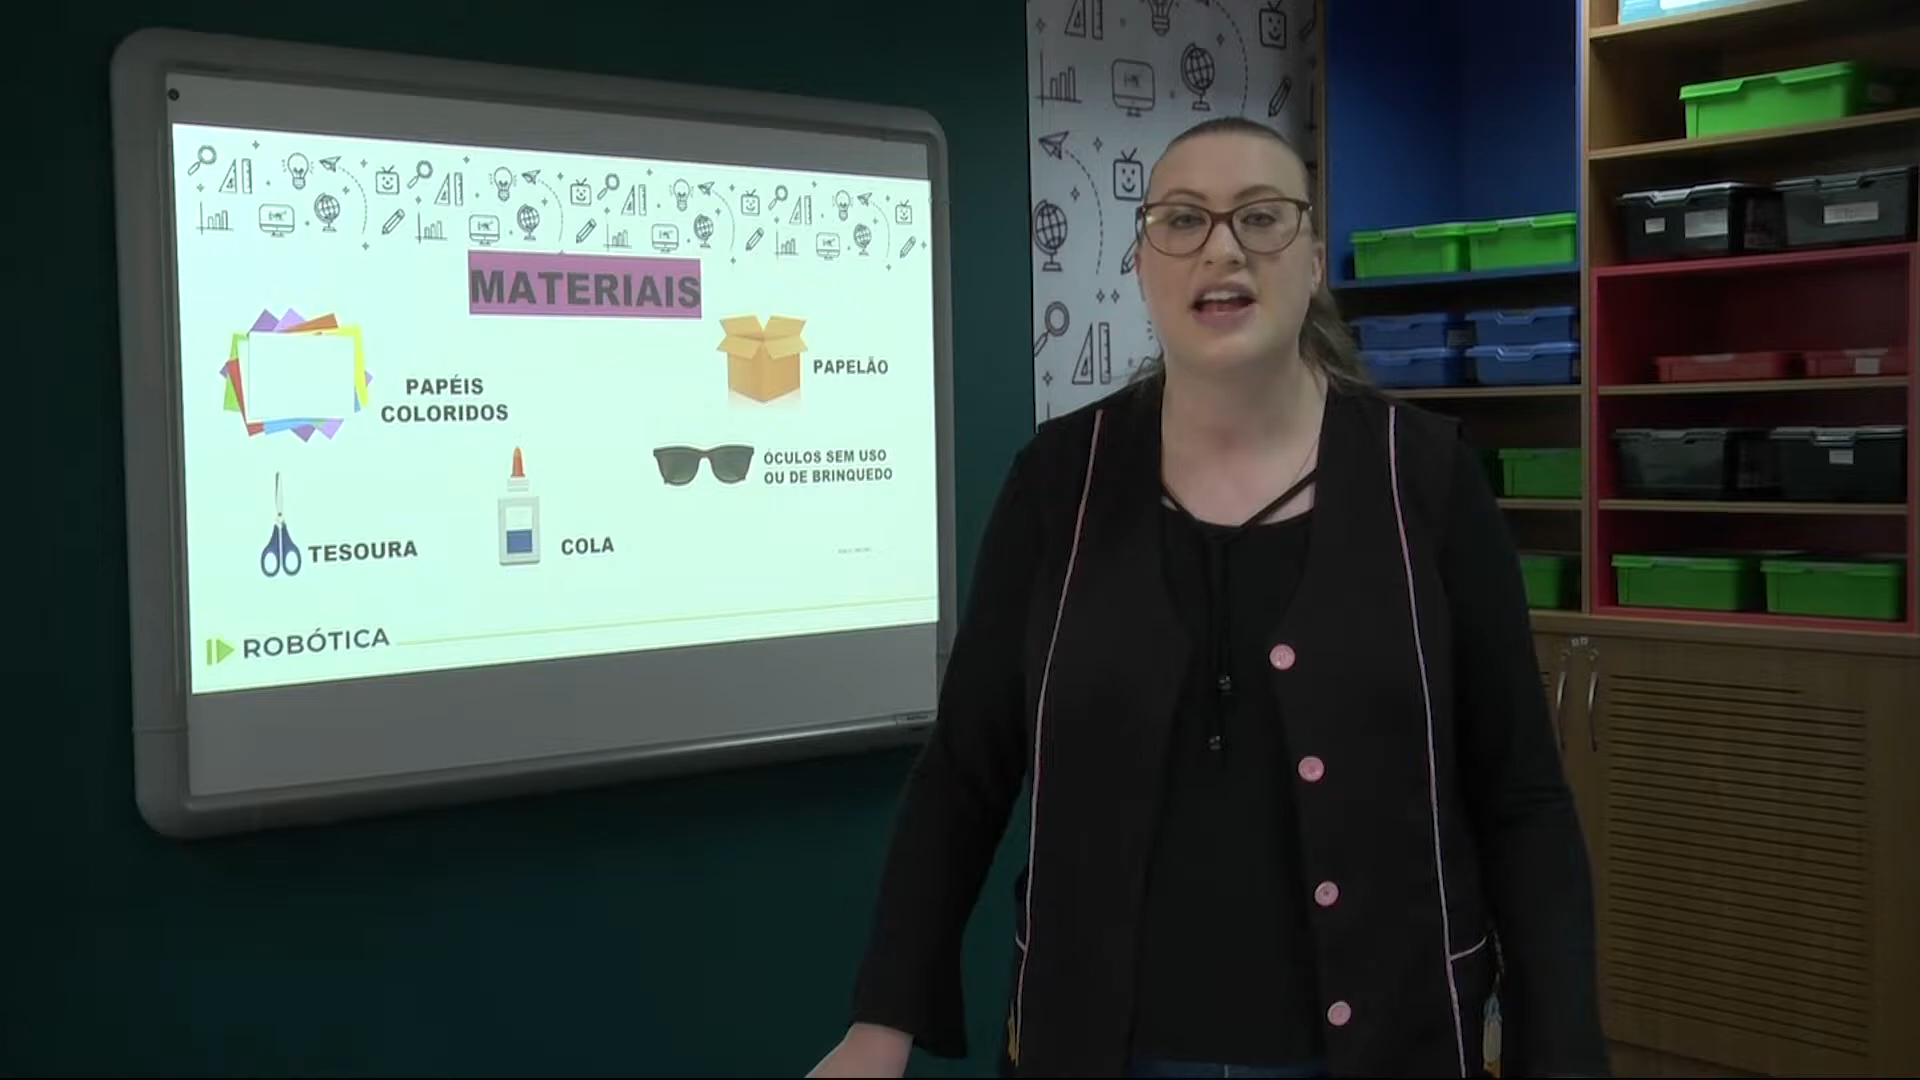 MATERIAIS
PAPÉIS
COLORIDOS
PAPELÃO
ÓCULOS SEM USO
OU DE BRINQUEDO
TESOURA
COLA
ROBÓTICA